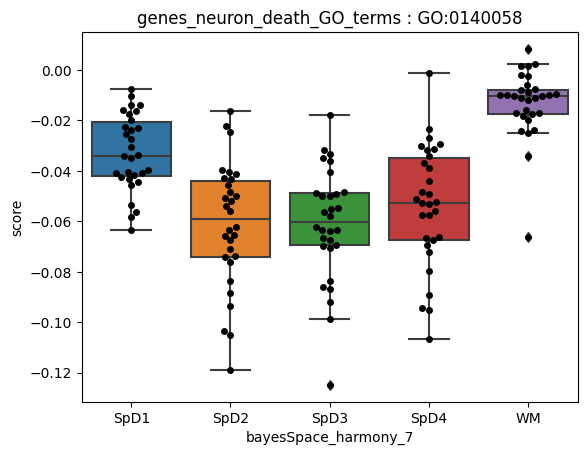 genes_neuron_death_GO_terms : GO:0140058
score
0.00
−0.02
−0.04
−0.06
−0.08
−0.10
−0.12
SpD1 SpD2 SpD3 SpD4 WM
bayesSpace_harmony_7